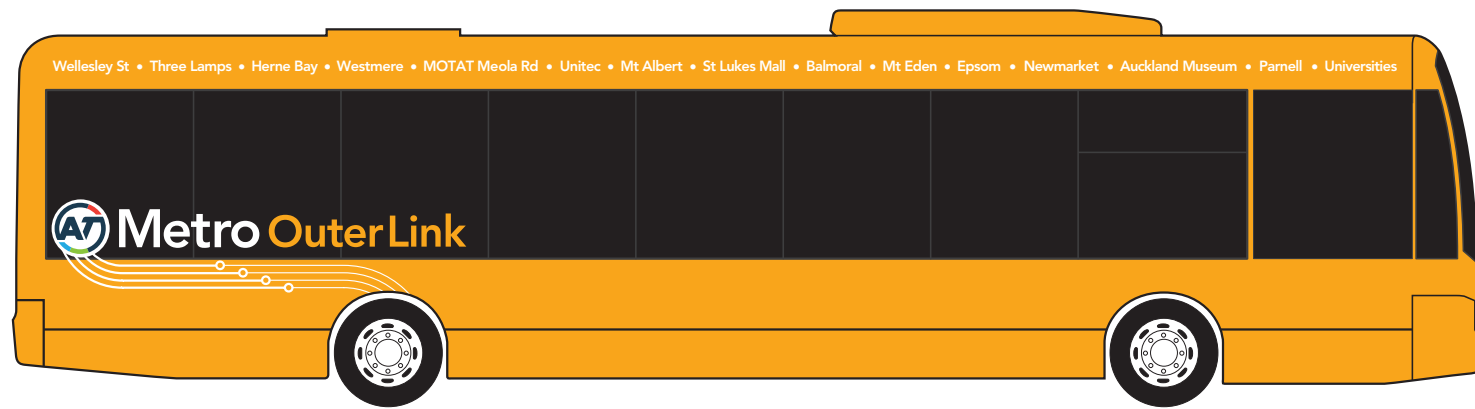 Wellesley St • Three Lamps • Herne Bay • Westmere • MOTAT Meola Rd • Unitec • Mt Albert • St Lukes Mall • Balmoral • Mt Eden • Epsom • Newmarket • Auckland Museum • Parnell • Universities
AT Metro OuterLink